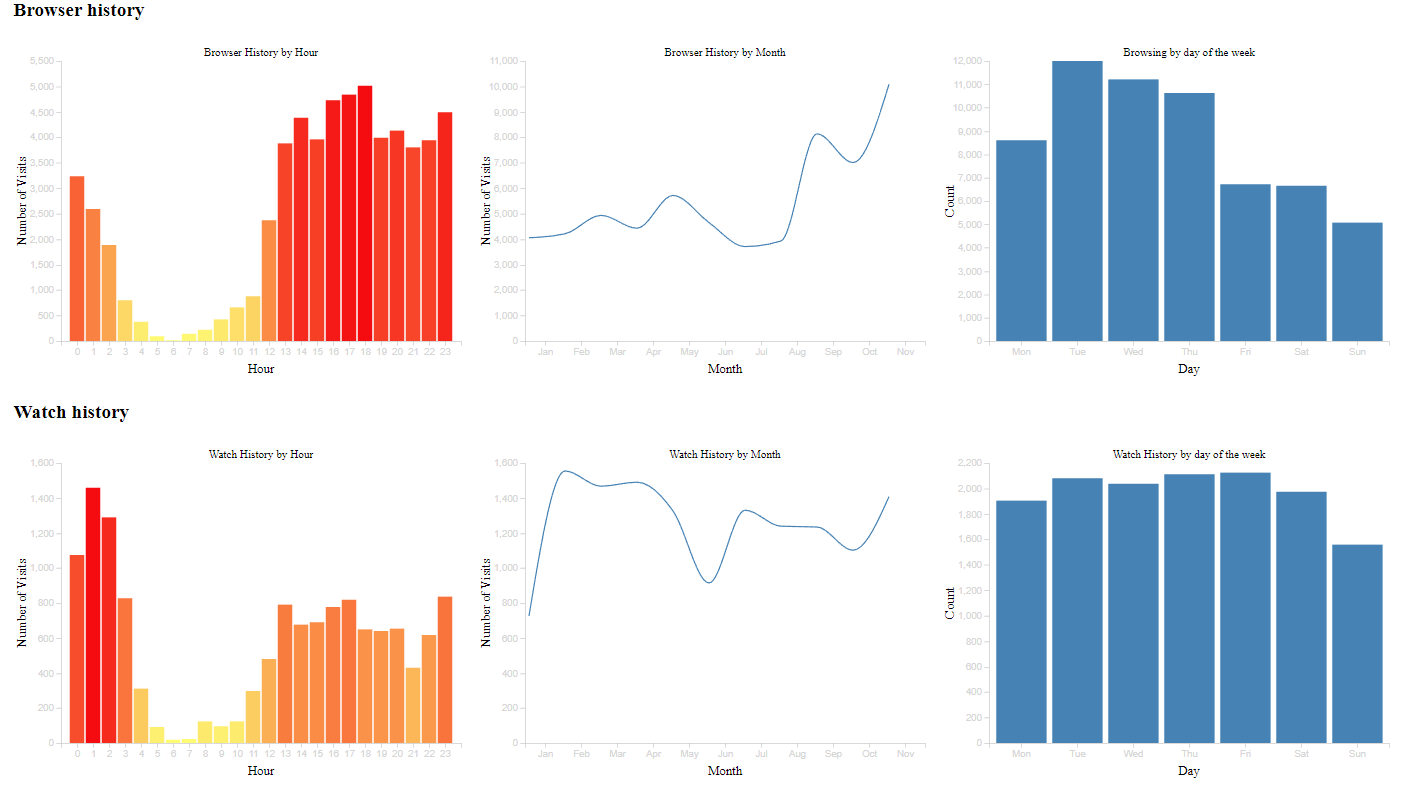 Browser history
Browser History by Hour
5,500
5,000
4,500
4,000
3,500
3,000
2,500
2,000
1,500
1,000
500
0
Number of Visits
0 1 2 3 4 5 6 7 8 9 10 11 12 13 14 15 16 17 18 19 20 21 22 23
Hour
Browser History by Month
11,000
10,000
9,000
8,000
7,000
6,000
5,000
4,000
3,000
2,000
1,000
0
Number of Visits
Jan Feb Mar Apr May Jun Jul Aug Sep Oct Nov
Month
Browsing by day of the week
12,000
11,000
10,000
9,000
8,000
7,000
6,000
5,000
4,000
3,000
2,000
1,000
0
Count
Mon Tue Wed Thu Fri Sat Sun
Day
Watch history
Watch History by Hour
1,600
1,400
1,200
1,000
800
600
400
200
0
Number of Visits
0 1 2 3 4 5 6 7 8 9 10 11 12 13 14 15 16 17 18 19 20 21 22 23
Hour
Watch History by Month
1,600
1,400
1,200
1,000
800
600
400
200
0
Number of Visits
Jan Feb Mar Apr May Jun Jul Aug Sep Oct Nov
Month
Watch History by day of the week
2,200
2,000
1,800
1,600
1,400
1,200
1,000
800
600
400
200
0
Count
Mon Tue Wed Thu Fri Sat Sun
Day